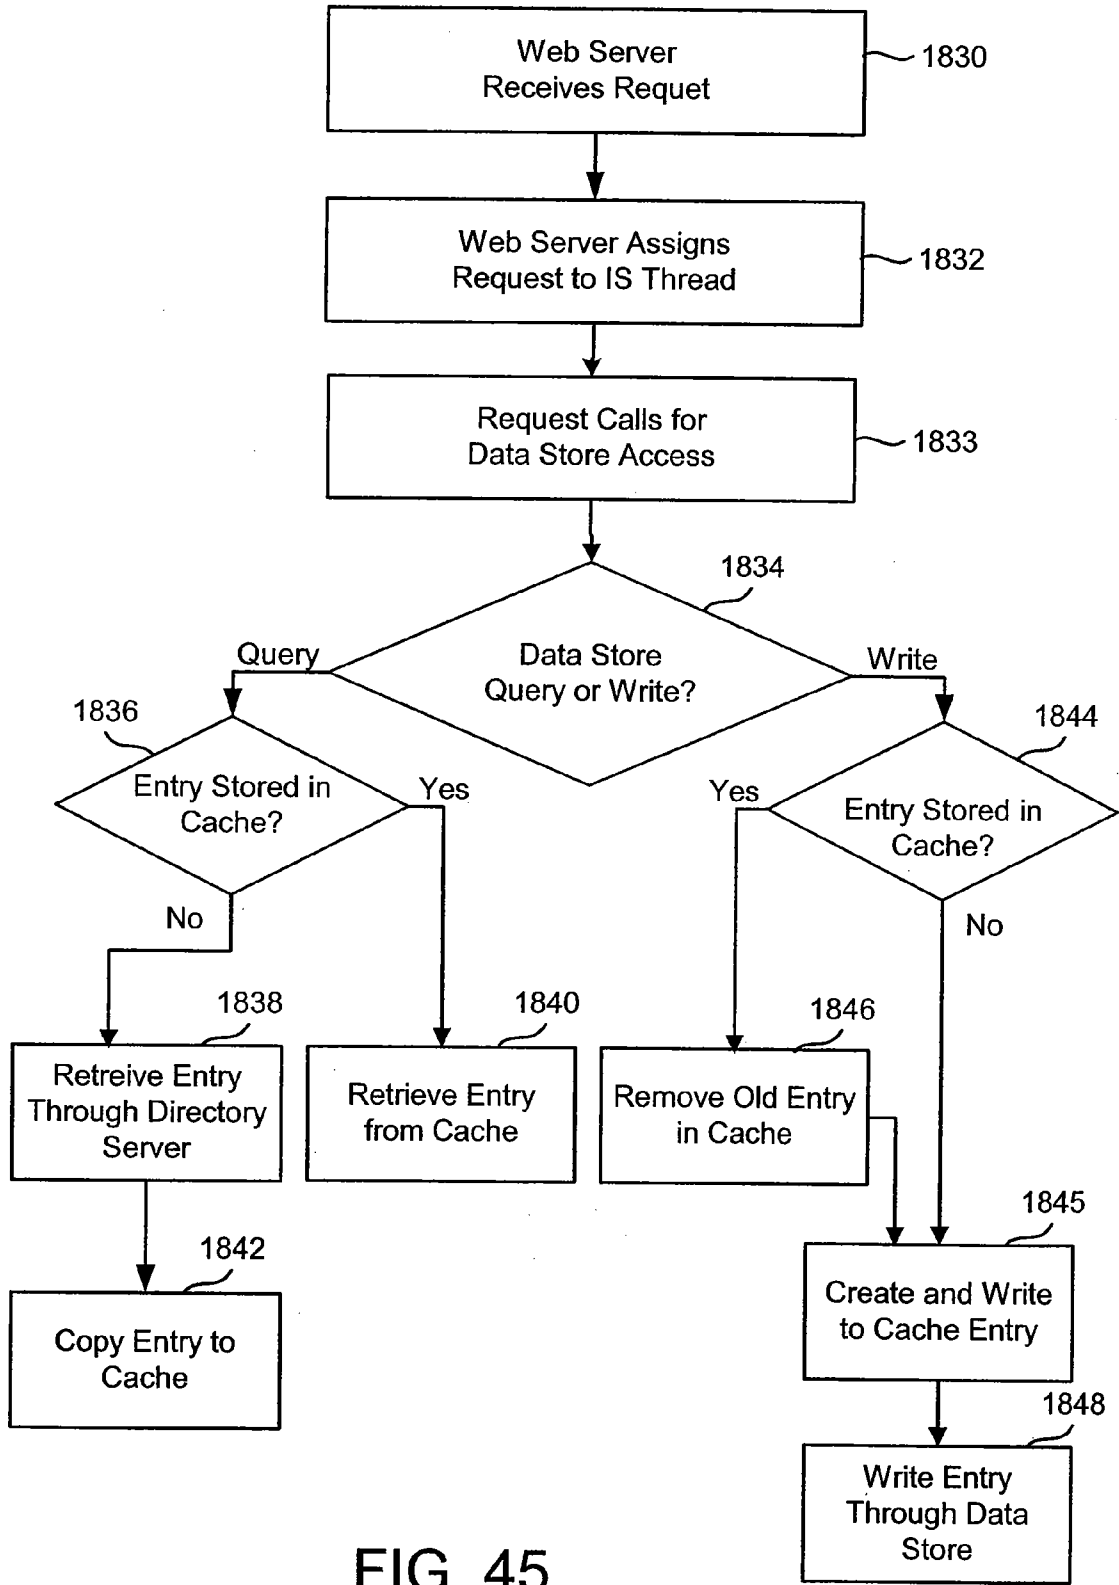 Web Server
Receives Requet
1830
Web Server Assigns
Request to IS Thread
1832
Request Calls for
Data Store Access
1833
1834
Data Store
Query or Write?
Query
Write
1836
Entry Stored in
Cache?
Yes
No
1844
Entry Stored in
Cache?
Yes
No
1838
Retreive Entry
Through Directory
Server
1840
Retrieve Entry
from Cache
1846
Remove Old Entry
in Cache
1842
Copy Entry to
Cache
1845
Create and Write
to Cache Entry
1848
Write Entry
Through Data
Store
FIG. 45